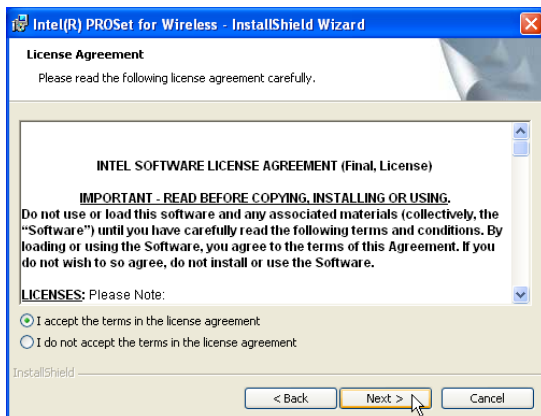 Intel(R) PROSet for Wireless - InstallShield Wizard
License Agreement
Please read the following license agreement carefully.
INTEL SOFTWARE LICENSE AGREEMENT (Final, License)
IMPORTANT - READ BEFORE COPYING, INSTALLING OR USING.
Do not use or load this software and any associated materials (collectively, the
“Software”) until you have carefully read the following terms and conditions. By
loading or using the Software, you agree to the terms of this Agreement. If you
do not wish to so agree, do not install or use the Software.
LICENSES: Please Note:
I accept the terms in the license agreement
I do not accept the terms in the license agreement
InstallShield
< Back Next > Cancel